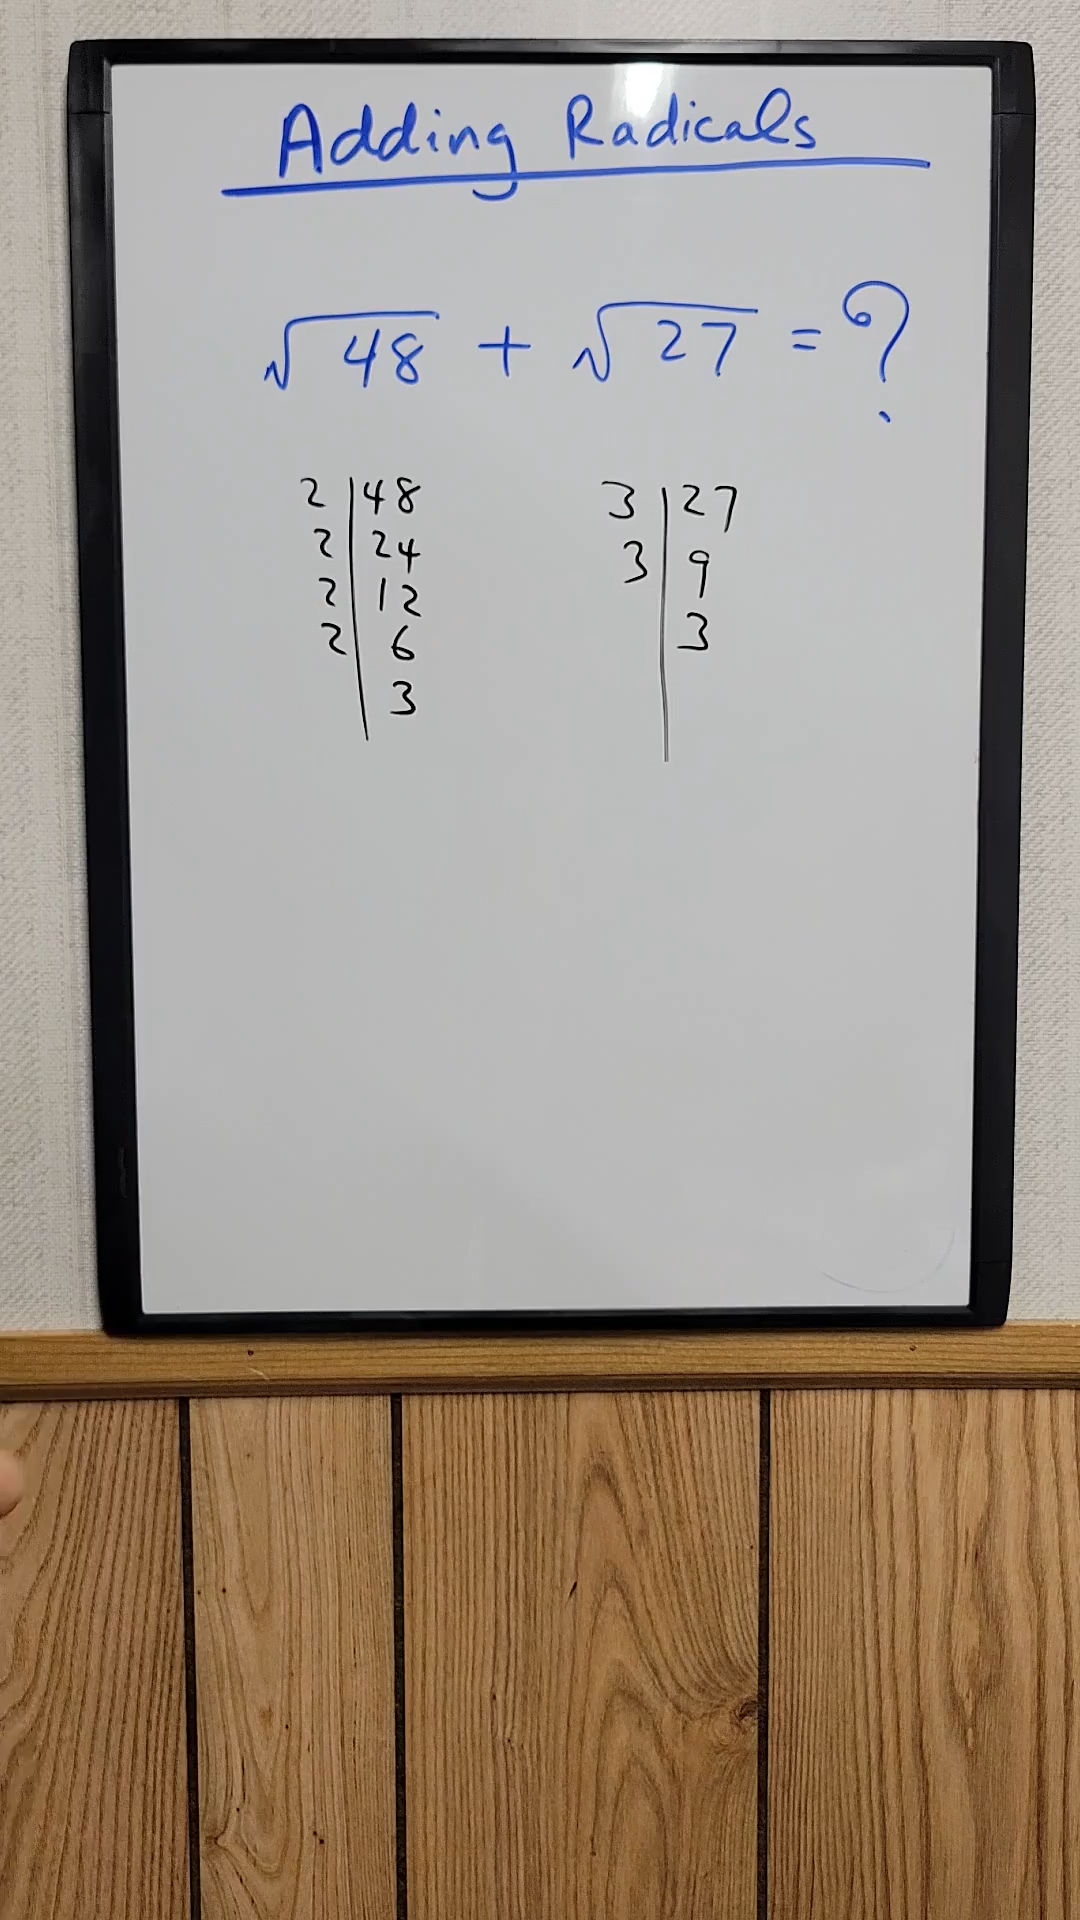 Adding Radicals
√48 + √27 = ?
2 | 48   3 | 27
2 | 24   3 | 9
2 | 12   | 3
2 | 6
| 3